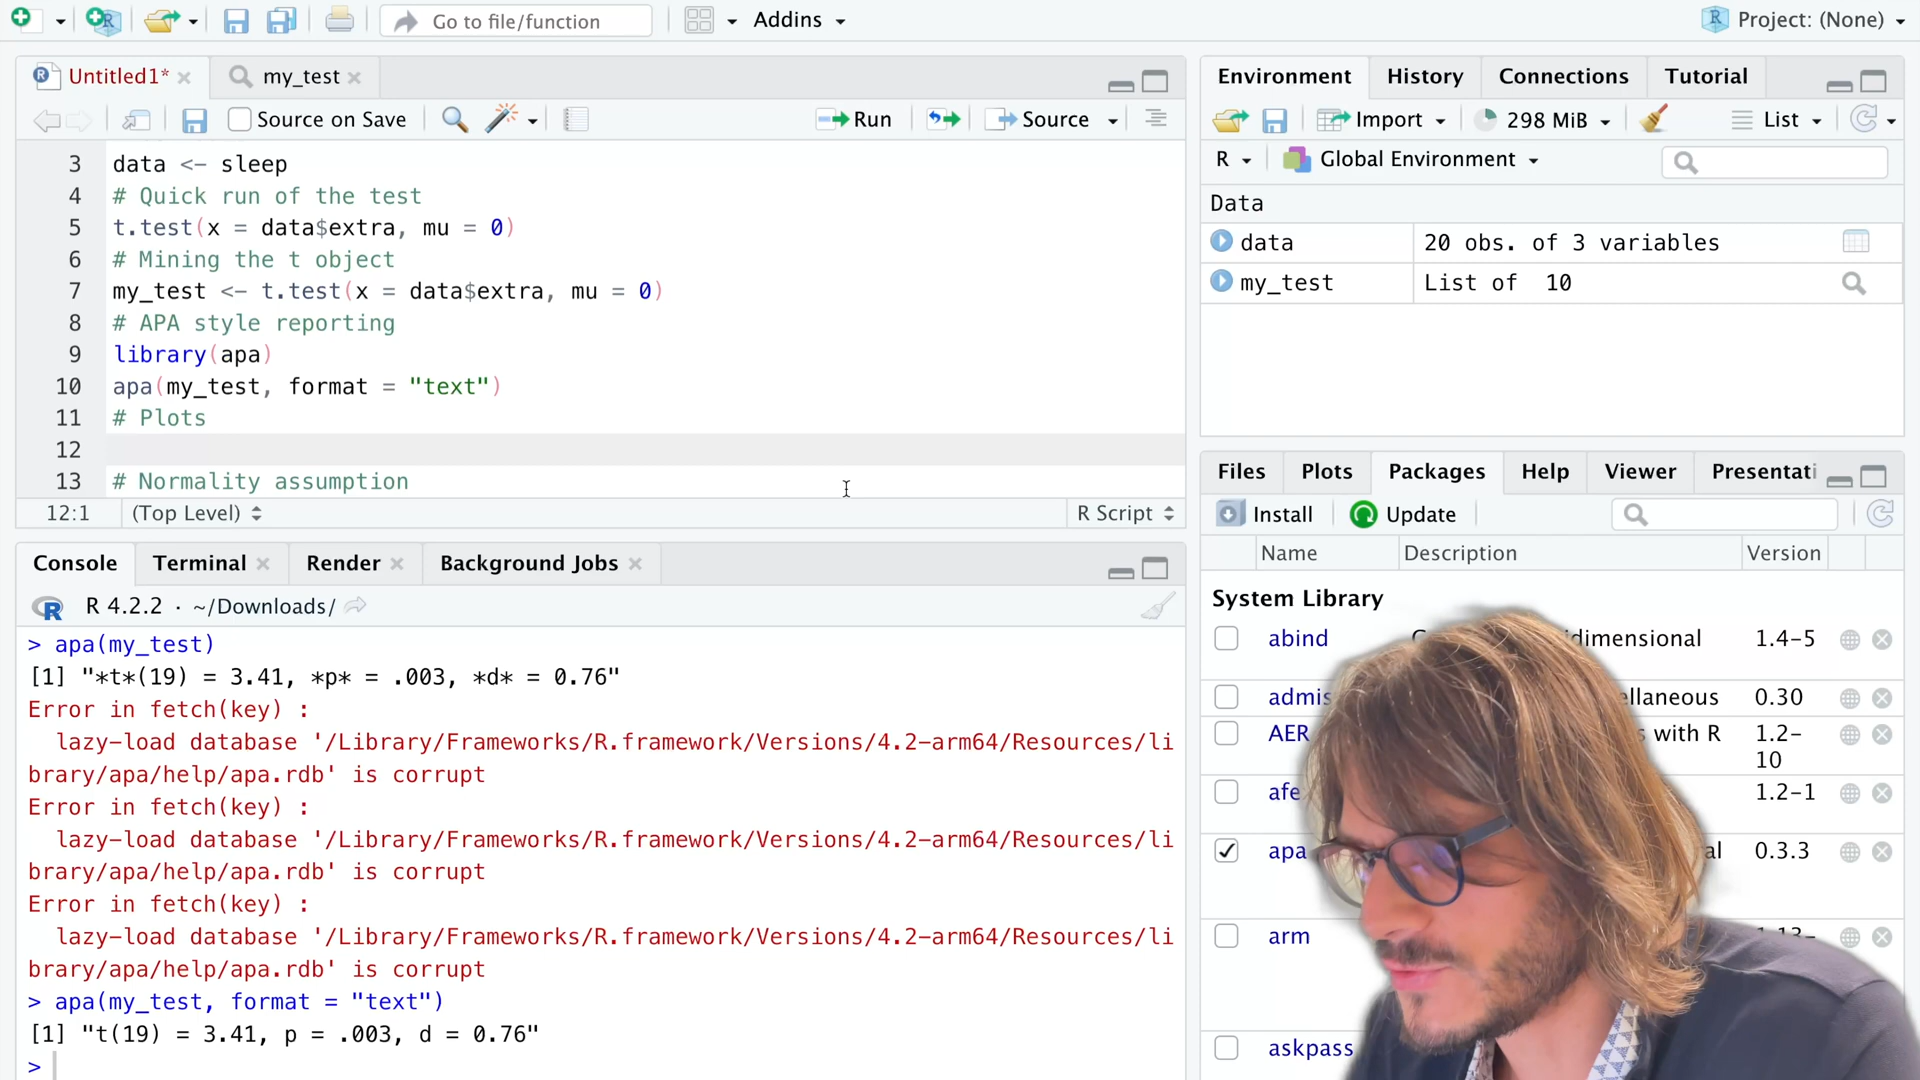 Go to file/function
Addins
Project: (None)
Untitled1*
my_test
Source on Save
Run
Source
3 data <- sleep
4 # Quick run of the test
5 t.test(x = data$extra, mu = 0)
6 # Mining the t object
7 my_test <- t.test(x = data$extra, mu = 0)
8 # APA style reporting
9 library(apa)
10 apa(my_test, format = "text")
11 # Plots
12
13 # Normality assumption
12:1 (Top Level) R Script
Console Terminal Render Background Jobs
R 4.2.2 · ~/Downloads/
> apa(my_test)
[1] "*t*(19) = 3.41, *p* = .003, *d* = 0.76"
Error in fetch(key) :
lazy-load database '/Library/Frameworks/R.framework/Versions/4.2-arm64/Resources/li
brary/apa/help/apa.rdb' is corrupt
Error in fetch(key) :
lazy-load database '/Library/Frameworks/R.framework/Versions/4.2-arm64/Resources/li
brary/apa/help/apa.rdb' is corrupt
Error in fetch(key) :
lazy-load database '/Library/Frameworks/R.framework/Versions/4.2-arm64/Resources/li
brary/apa/help/apa.rdb' is corrupt
> apa(my_test, format = "text")
[1] "t(19) = 3.41, p = .003, d = 0.76"
>
Environment History Connections Tutorial
Import 298 MiB List
R Global Environment
Data
data 20 obs. of 3 variables
my_test List of 10
Files Plots Packages Help Viewer Presentati
Install Update
Name Description Version
System Library
abind 1.4-5
0.30
AER with R 1.2-
10
1.2-1
apa 0.3.3
arm
askpass